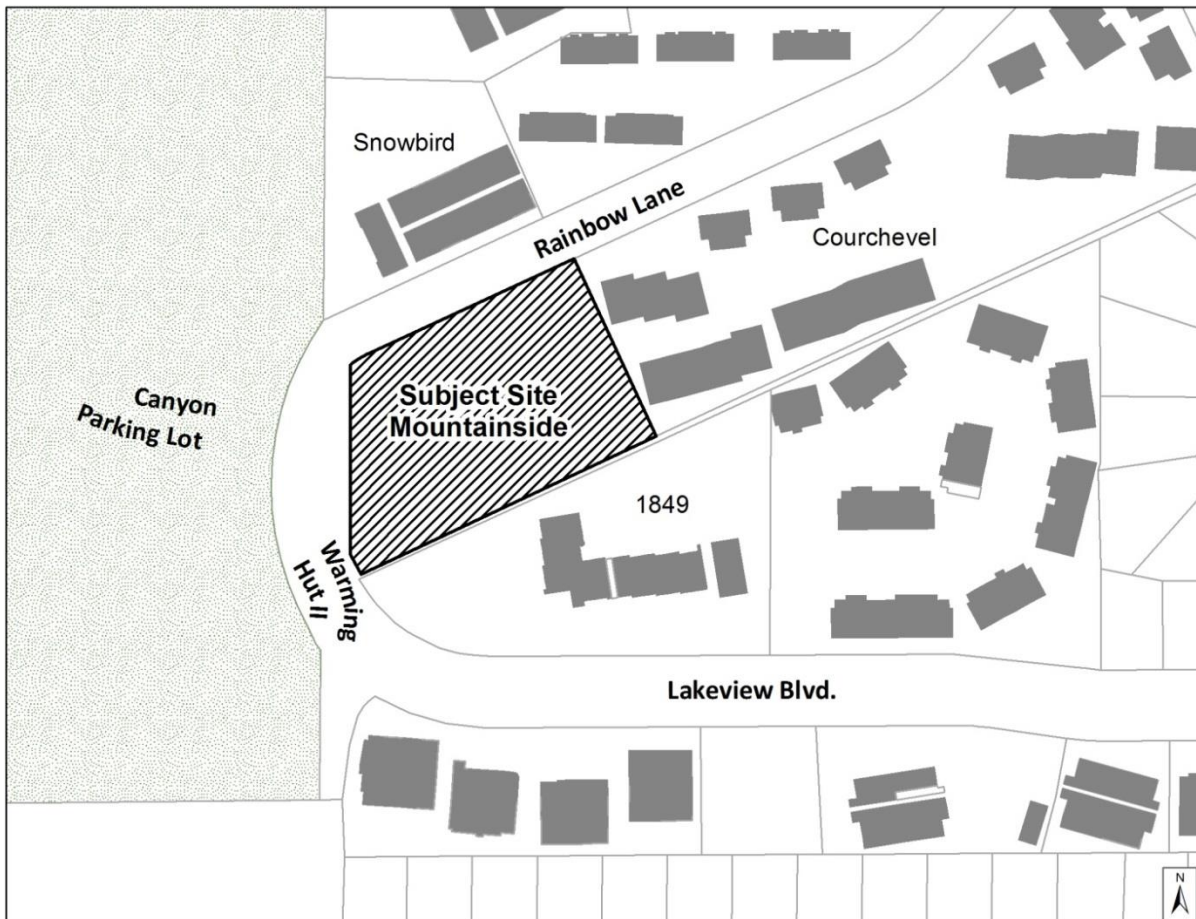 Snowbird
Rainbow Lane
Courchevel
Canyon
Parking Lot
Subject Site
Mountainside
1849
Warming
Hut II
Lakeview Blvd.
N